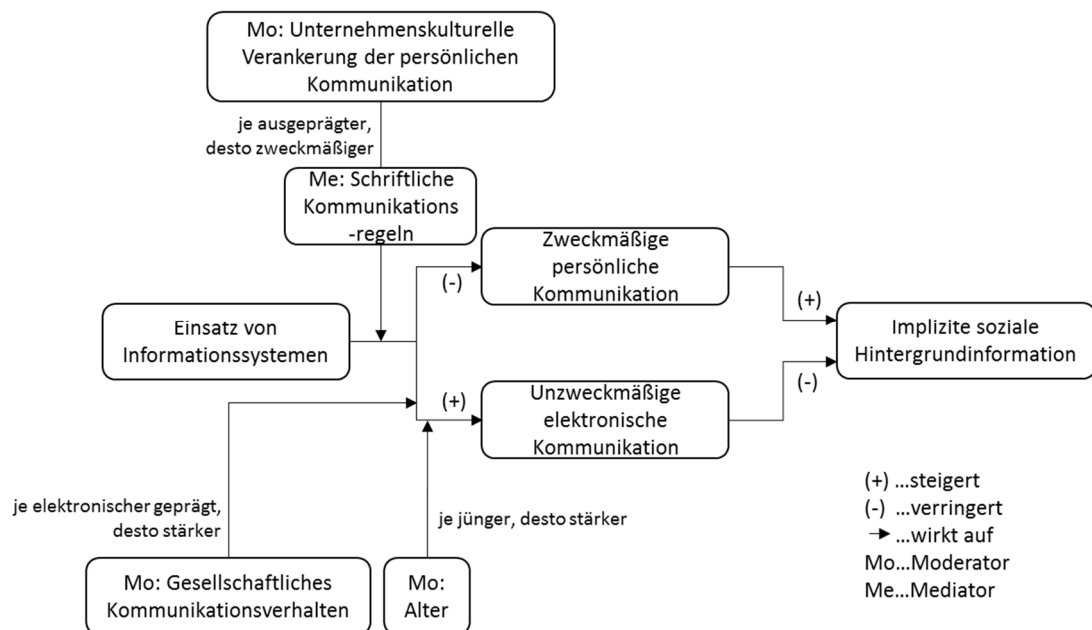 Mo: Unternehmenskulturelle
Verankerung der persönlichen
Kommunikation
je ausgeprägter,
desto zweckmäßiger
Me: Schriftliche
Kommunikations
-regeln
Zweckmäßige
persönliche
Kommunikation
(-)
(+)
Einsatz von
Informationssystemen
Implizite soziale
Hintergrundinformation
(+)
(-)
Unzweckmäßige
elektronische
Kommunikation
je elektronischer geprägt,
desto stärker
je jünger, desto stärker
Mo: Gesellschaftliches
Kommunikationsverhalten
Mo:
Alter
(+) ...steigert
(-) ...verringert
...wirkt auf
Mo...Moderator
Me...Mediator